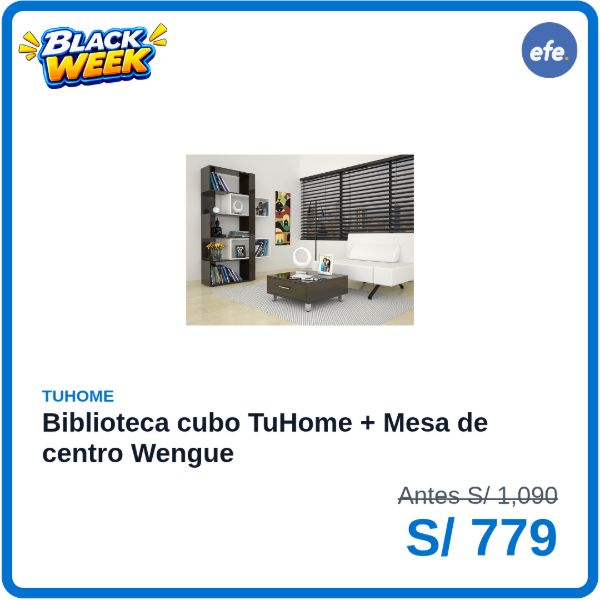 BLACK
WEEK
efe.
TUHOME
Biblioteca cubo TuHome + Mesa de
centro Wengue
Antes S/ 1,090
S/ 779